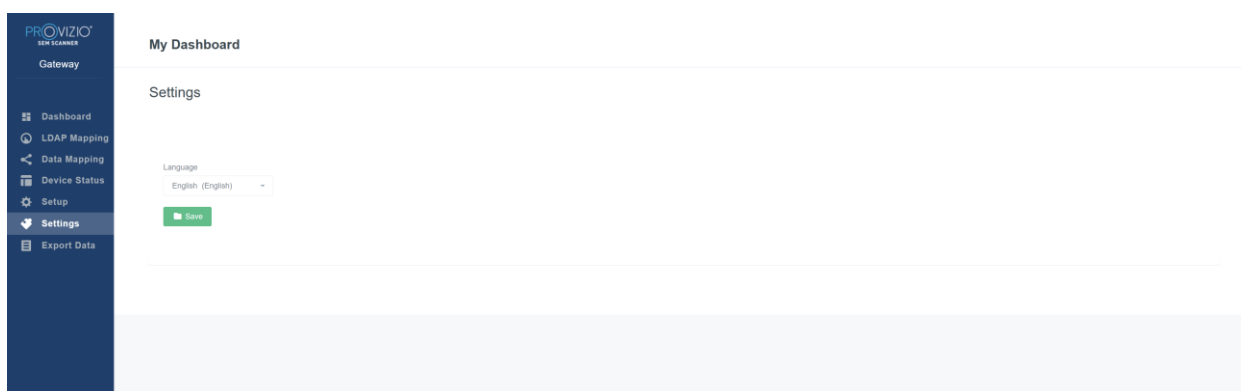 PROVIZIO®
SEM SCANNER
Gateway
My Dashboard
Settings
Dashboard
LDAP Mapping
Data Mapping
Device Status
Setup
Settings
Export Data
Language
English (English)
Save